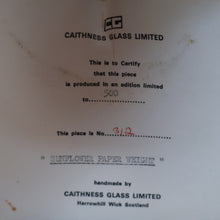 CG
CAITHNESS GLASS LIMITED
This is to Certify
that this piece
is produced in an edition limited
500
to..........
This piece is No. 312
" SUNFLOWER PAPER WEIGHT "
handmade by
CAITHNESS GLASS LIMITED
Harrowhill Wick Scotland